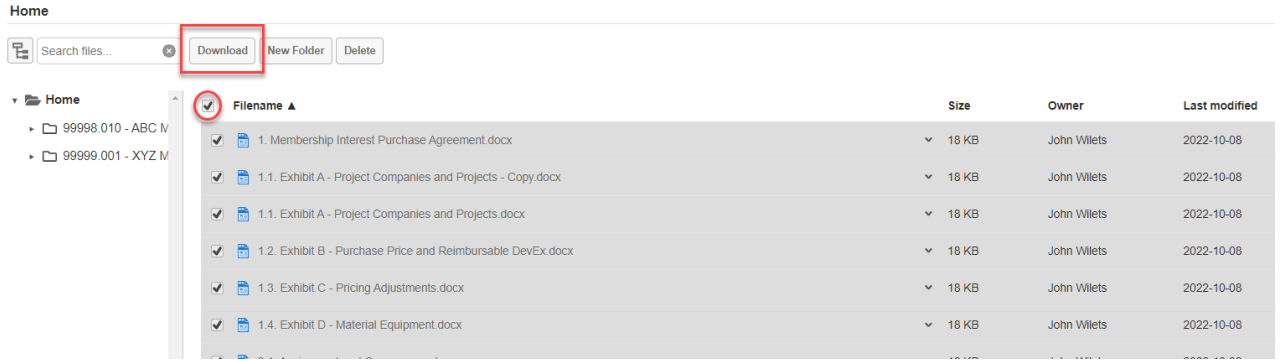 Home
Search files... Download New Folder Delete
Home
99998.010 - ABC M
99999.001 - XYZ M
Filename ▲ Size Owner Last modified
1. Membership Interest Purchase Agreement.docx 18 KB John Wilets 2022-10-08
1.1. Exhibit A - Project Companies and Projects - Copy.docx 18 KB John Wilets 2022-10-08
1.1. Exhibit A - Project Companies and Projects.docx 18 KB John Wilets 2022-10-08
1.2. Exhibit B - Purchase Price and Reimbursable DevEx.docx 18 KB John Wilets 2022-10-08
1.3. Exhibit C - Pricing Adjustments.docx 18 KB John Wilets 2022-10-08
1.4. Exhibit D - Material Equipment.docx 18 KB John Wilets 2022-10-08